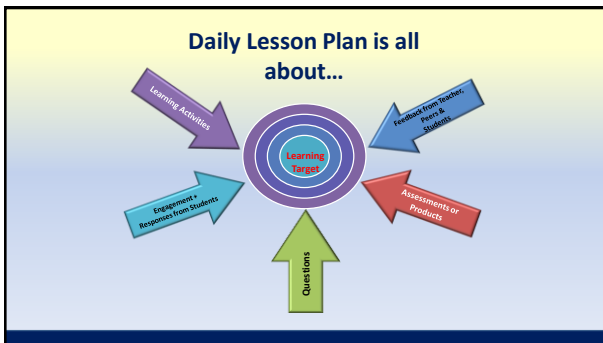 Daily Lesson Plan is all
about…
Learning Activities
Feedback from Teacher,
Peers &
Students
Learning
Target
Engagement +
Responses from Students
Assessments or
Products
Questions